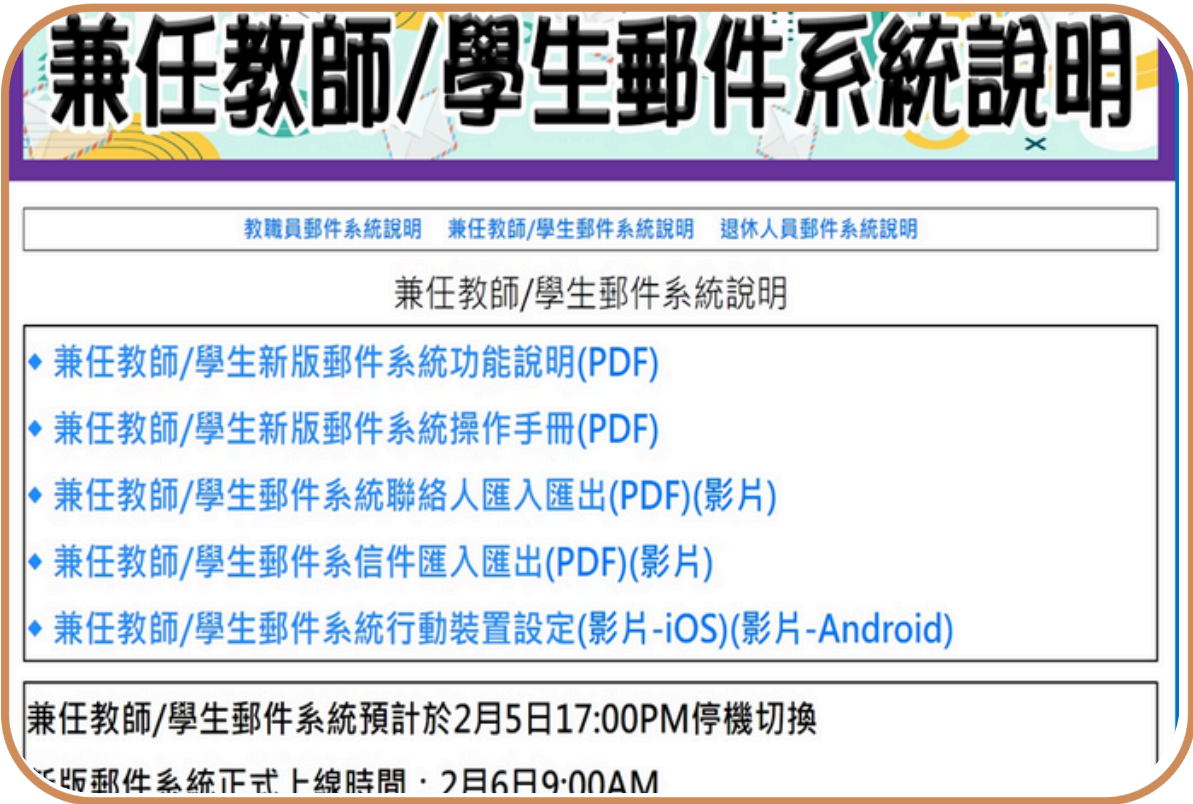 兼任教師/學生郵件系統說明
教職員郵件系統說明 兼任教師/學生郵件系統說明 退休人員郵件系統說明
兼任教師/學生郵件系統說明
◆ 兼任教師/學生新版郵件系統功能說明(PDF)
◆ 兼任教師/學生新版郵件系統操作手冊(PDF)
◆ 兼任教師/學生郵件系統聯絡人匯入匯出(PDF)(影片)
◆ 兼任教師/學生郵件系信件匯入匯出(PDF)(影片)
◆ 兼任教師/學生郵件系統行動裝置設定(影片-iOS)(影片-Android)
兼任教師/學生郵件系統預計於2月5日17:00PM停機切換
新版郵件系統正式上線時間：2月6日9:00AM